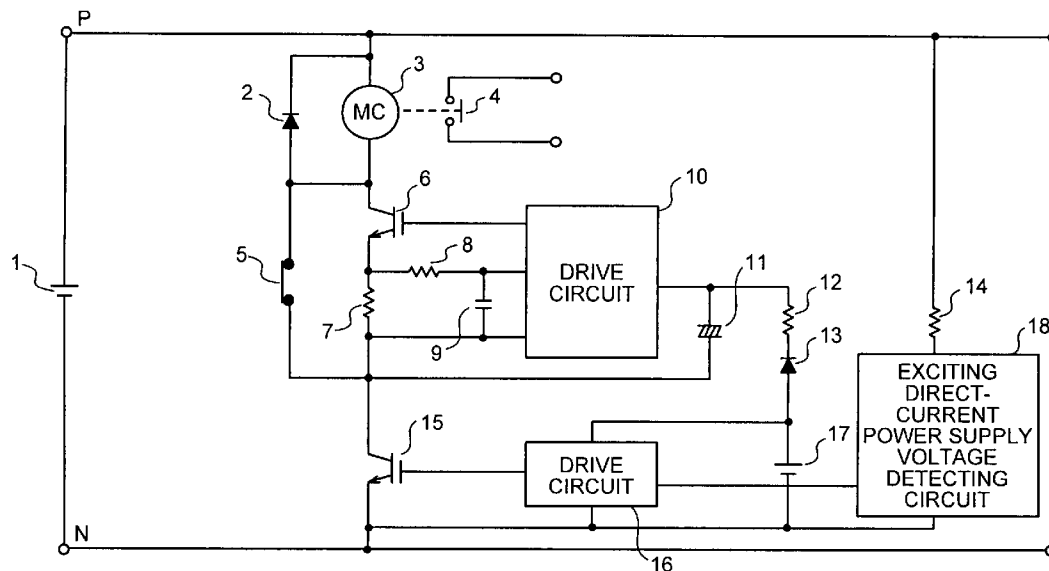 P
3
2
MC
4
6
10
5
8
1
DRIVE
CIRCUIT
11
12
14
7
9
13
18
EXCITING
DIRECT-
CURRENT
POWER SUPPLY
VOLTAGE
DETECTING
CIRCUIT
15
17
DRIVE
CIRCUIT
N
16